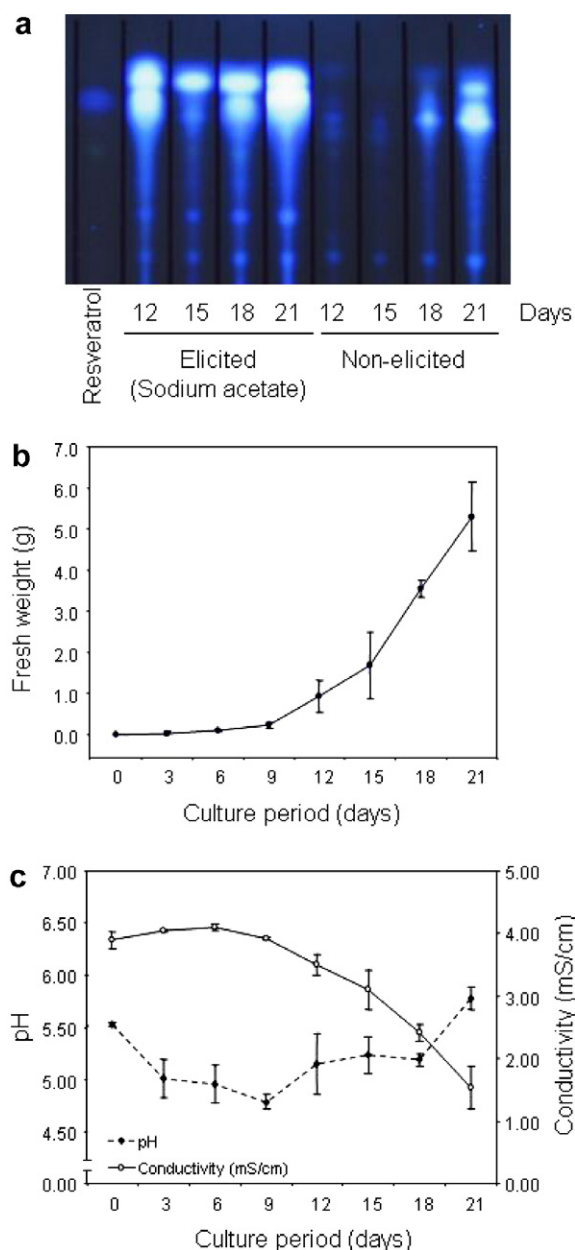 a
Resveratrol
12 15 18 21 12 15 18 21 Days
Elicited Non-elicited
(Sodium acetate)
b
7.0
6.0
5.0
4.0
3.0
2.0
1.0
0.0
Fresh weight (g)
0 3 6 9 12 15 18 21
Culture period (days)
c
7.00 5.00
6.50 4.00
6.00 3.00
5.50 2.00
5.00 1.00
4.50
0.00 0.00
pH
Conductivity (mS/cm)
pH
Conductivity (mS/cm)
0 3 6 9 12 15 18 21
Culture period (days)